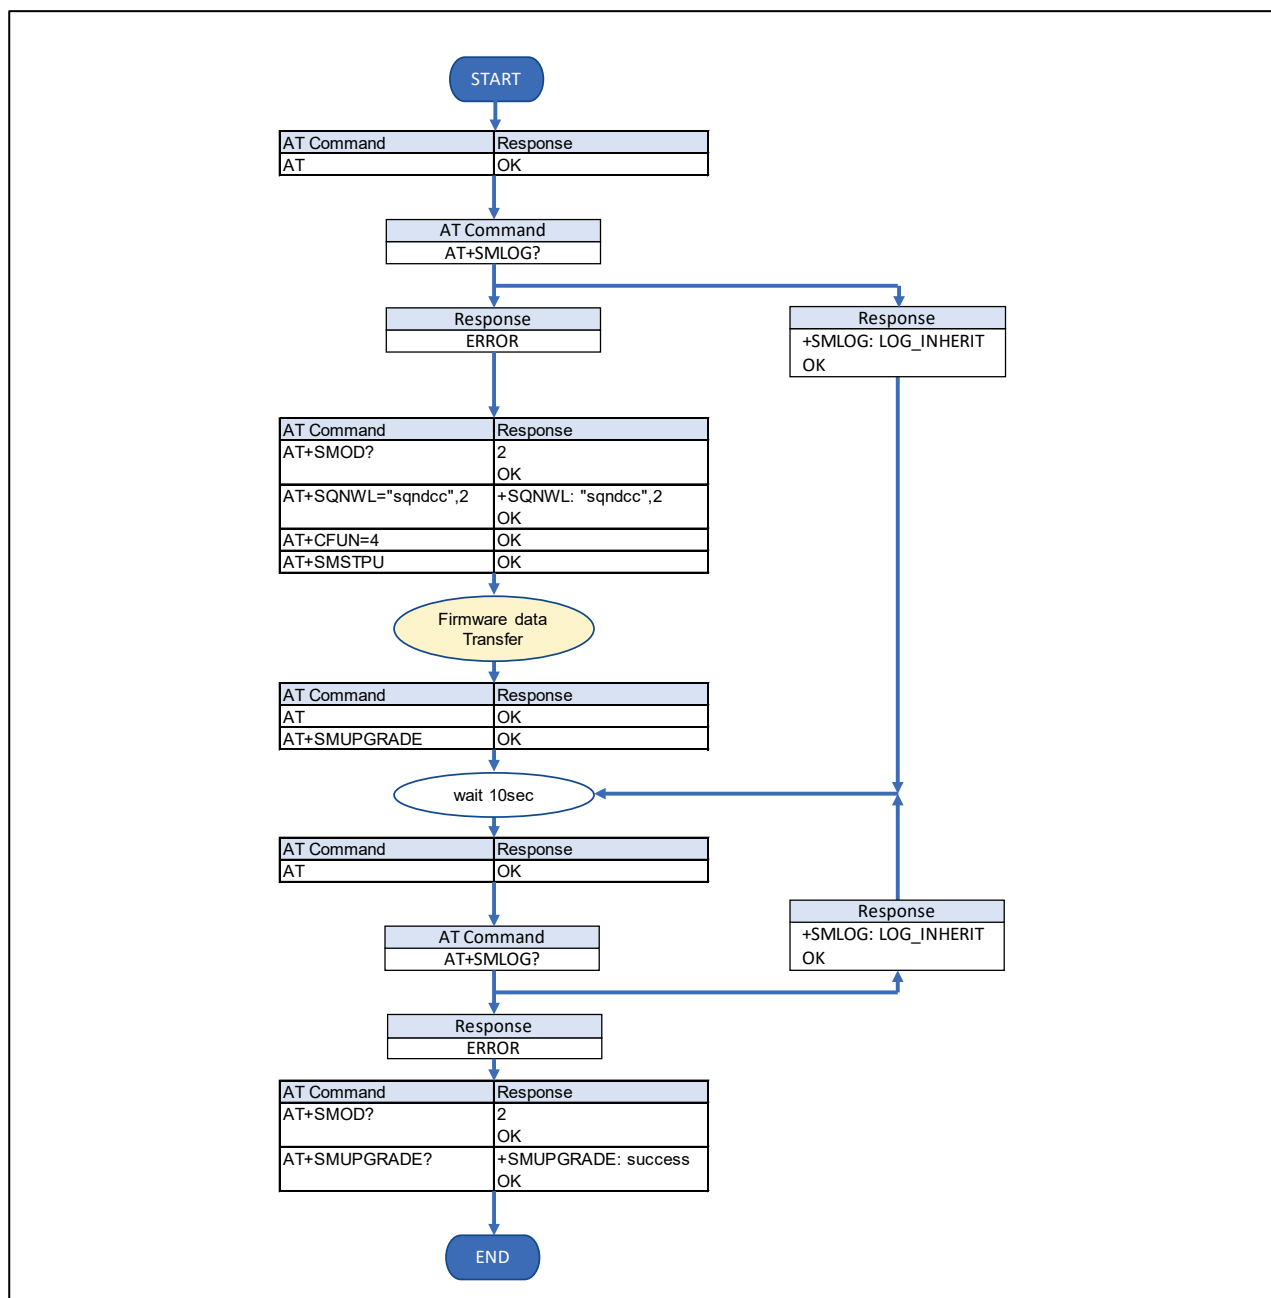 START
AT Command Response
AT OK
AT Command
AT+SMLOG?
Response
ERROR
Response
+SMLOG: LOG_INHERIT
OK
AT Command Response
AT+SMOD? 2
OK
AT+SQNWL="sqndcc",2 +SQNWL: "sqndcc",2
OK
AT+CFUN=4 OK
AT+SMSTPU OK
Firmware data
Transfer
AT Command Response
AT OK
AT+SMUPGRADE OK
wait 10sec
AT Command Response
AT OK
AT Command
AT+SMLOG?
Response
+SMLOG: LOG_INHERIT
OK
Response
ERROR
AT Command Response
AT+SMOD? 2
OK
AT+SMUPGRADE? +SMUPGRADE: success
OK
END